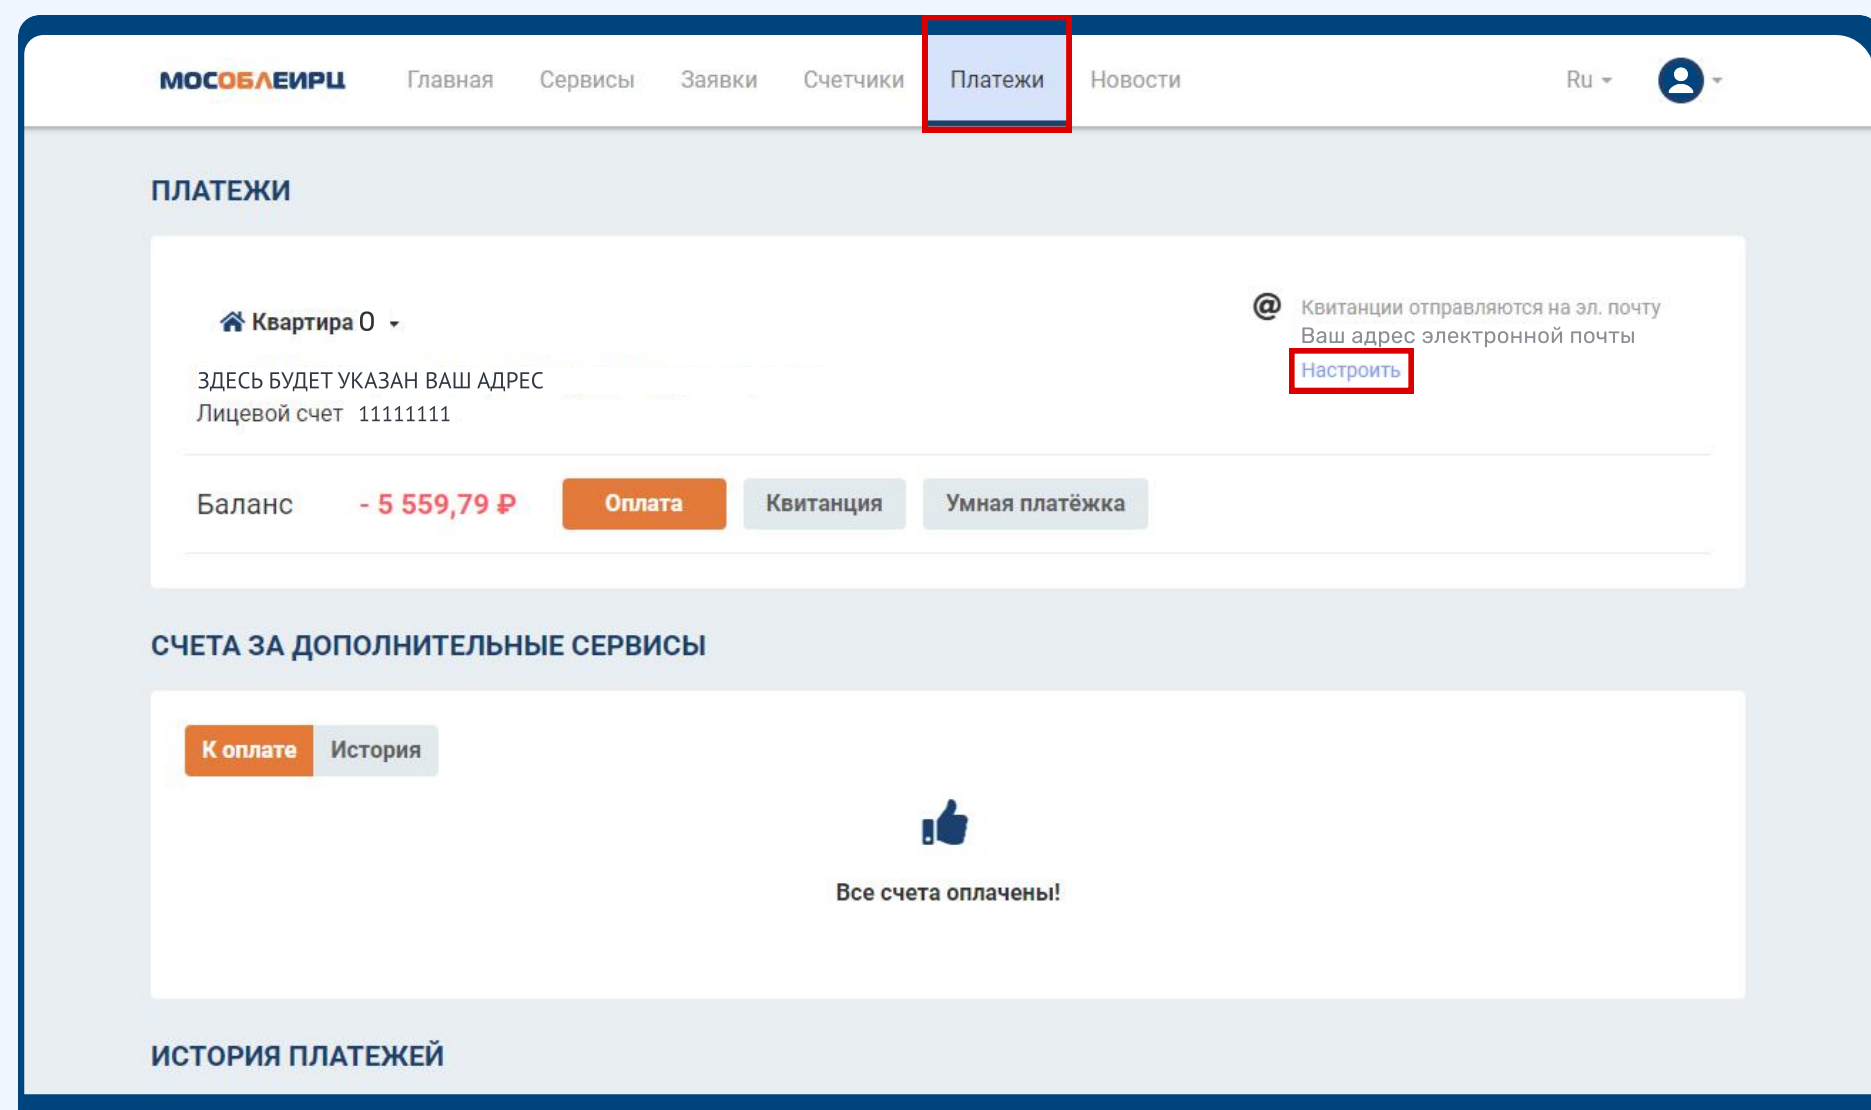 МОСОБЛЕИРЦ Главная Сервисы Заявки Счетчики Платежи Новости Ru
ПЛАТЕЖИ
Квартира 0
@ Квитанции отправляются на эл. почту
Ваш адрес электронной почты
Настроить
ЗДЕСЬ БУДЕТ УКАЗАН ВАШ АДРЕС
Лицевой счет 11111111
Баланс - 5 559,79 ₽ Оплата Квитанция Умная платёжка
СЧЕТА ЗА ДОПОЛНИТЕЛЬНЫЕ СЕРВИСЫ
К оплате История
Все счета оплачены!
ИСТОРИЯ ПЛАТЕЖЕЙ